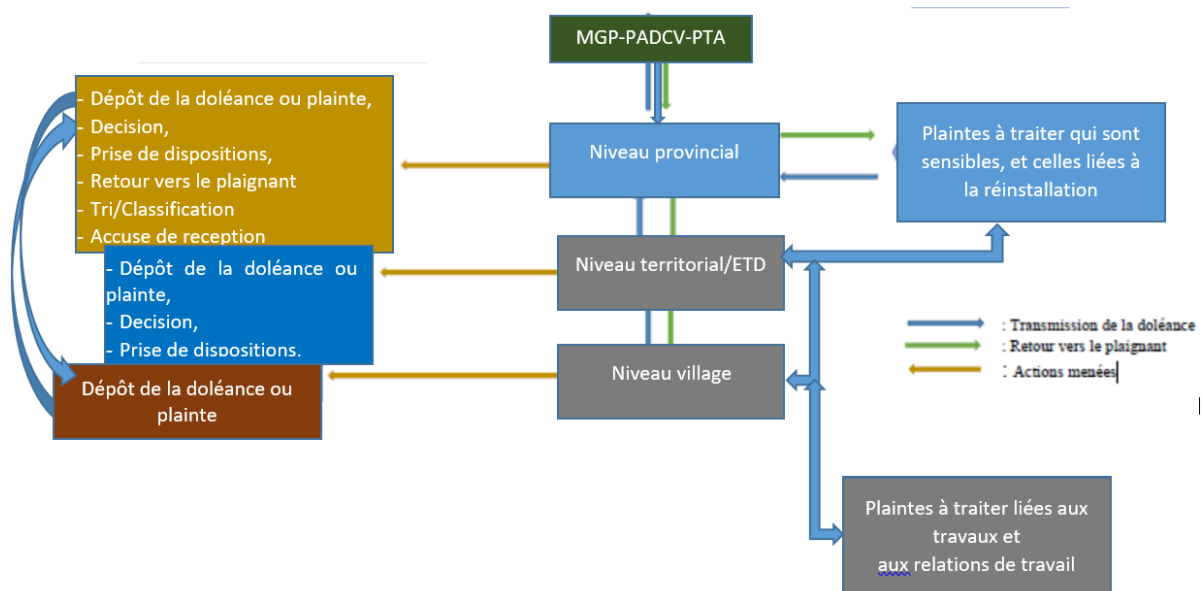 MGP-PADCV-PTA
- Dépôt de la doléance ou plainte,
- Decision,
- Prise de dispositions,
- Retour vers le plaignant
- Tri/Classification
- Accuse de reception
Niveau provincial
Plaintes à traiter qui sont
sensibles, et celles liées à
la réinstallation
- Dépôt de la doléance ou
plainte,
- Decision,
- Prise de dispositions.
Niveau territorial/ETD
: Transmission de la doléance
: Retour vers le plaignant
: Actions menées
Dépôt de la doléance ou
plainte
Niveau village
Plaintes à traiter liées aux
travaux et
aux relations de travail